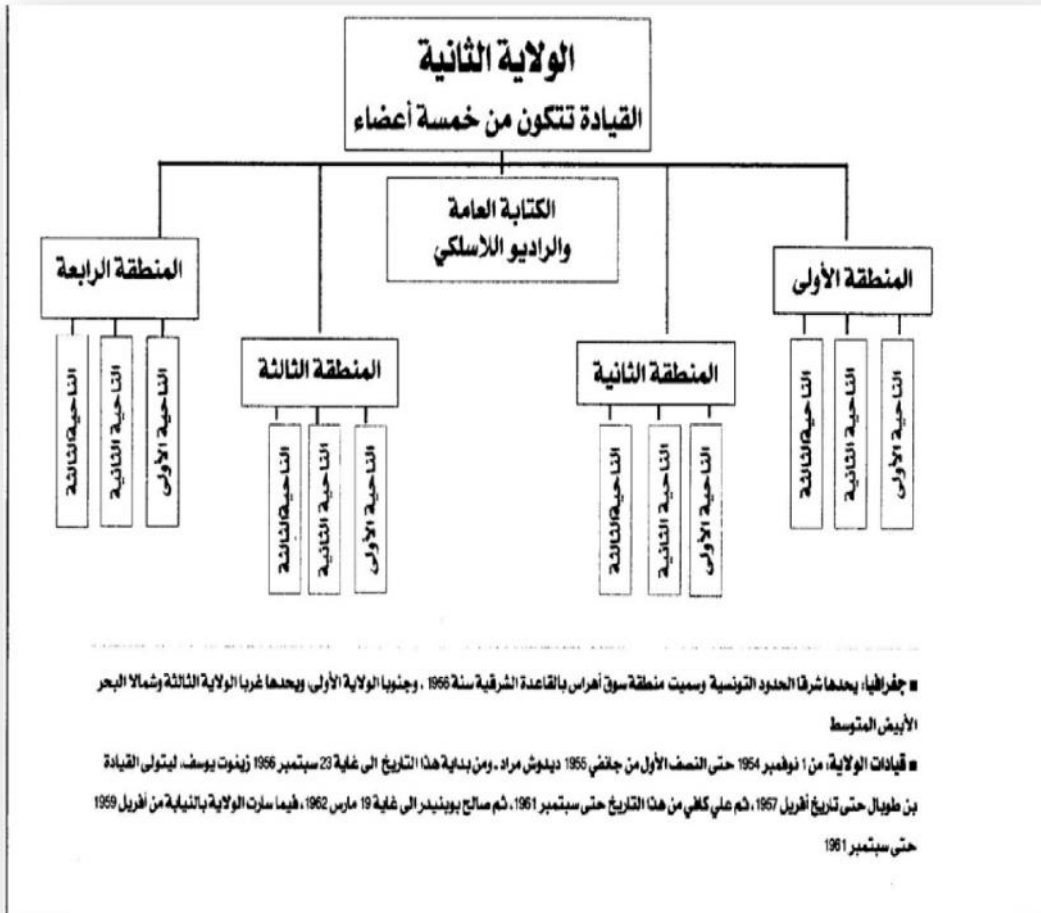 الولاية الثانية
القيادة تتكون من خمسة أعضاء
الكتابة العامة
والراديو اللاسلكي
المنطقة الأولى
الناحية الأولى
الناحية الثانية
الناحية الثالثة
المنطقة الثانية
الناحية الأولى
الناحية الثانية
الناحية الثالثة
المنطقة الثالثة
الناحية الأولى
الناحية الثانية
الناحية الثالثة
المنطقة الرابعة
الناحية الأولى
الناحية الثانية
الناحية الثالثة
■ جغرافيا، يحدها شرقا الحدود التونسية وسميت منطقة سوق أهراس بالقاعدة الشرقية سنة 1956، وجنوبا الولاية الأولى، ويحدها غربا الولاية الثالثة وشمالا البحر
الأبيض المتوسط
■ قيادات الولاية، من 1 نوفمبر 1954 حتى النصف الأول من جانفي 1955 ديدوش مراد. ومن بداية هذا التاريخ الى غاية 23 سبتمبر 1956 زينوت يوسف، ليتولى القيادة
بن طوبال حتى تاريخ أفريل 1957، ثم علي كافي من هذا التاريخ حتى سبتمبر 1961، ثم صالح بوبنيدر الى غاية 19 مارس 1962، فيما سارت الولاية بالنيابة من أفريل 1959
حتى سبتمبر 1961